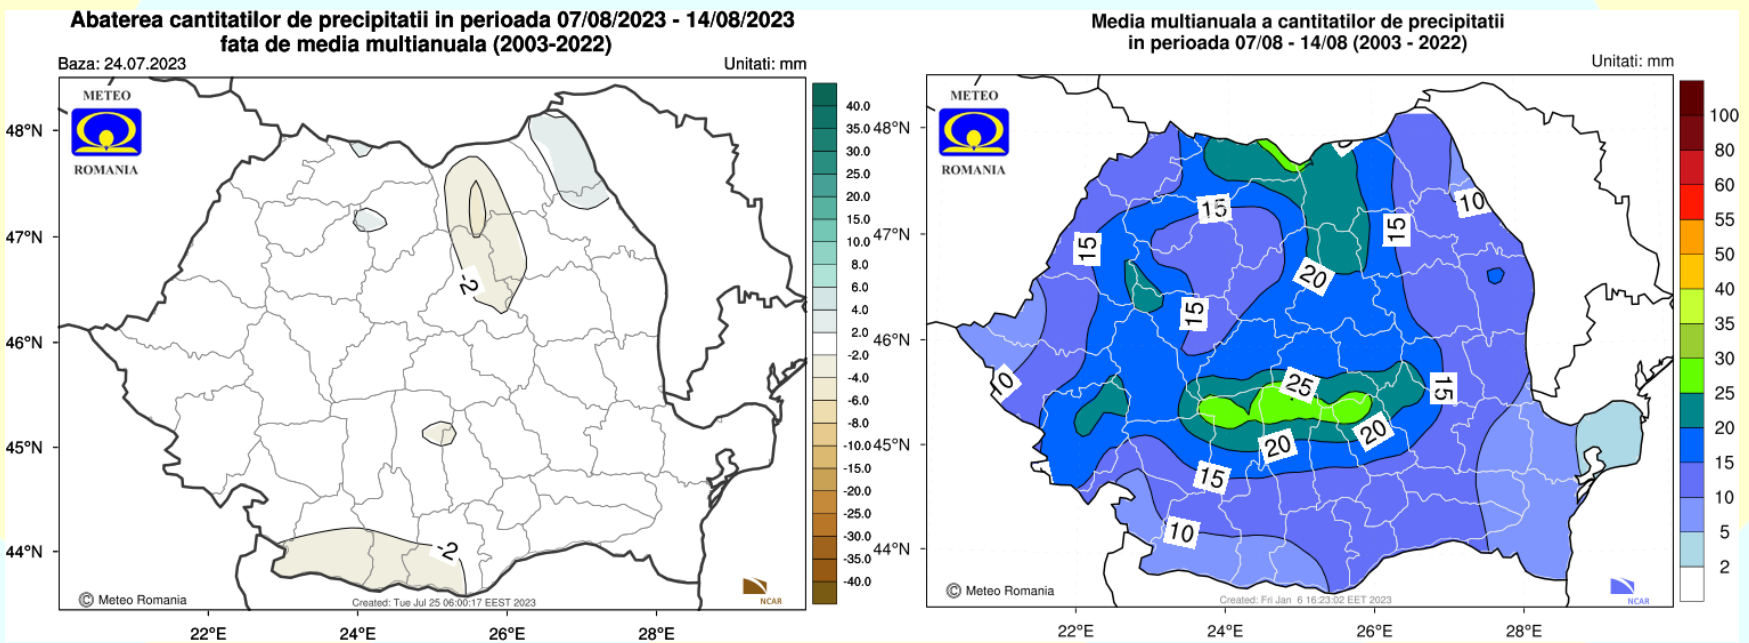 Abaterea cantitatilor de precipitatii in perioada 07/08/2023 - 14/08/2023
fata de media multianuala (2003-2022)
Baza: 24.07.2023
Unitati: mm
METEO
ROMANIA
48°N
47°N
46°N
45°N
44°N
-2
-2
© Meteo Romania
Created: Tue Jul 25 06:00:17 EEST 2023
NCAR
22°E
24°E
26°E
28°E
40.0
35.0
30.0
25.0
20.0
15.0
10.0
8.0
6.0
4.0
2.0
-2.0
-4.0
-6.0
-8.0
-10.0
-15.0
-20.0
-25.0
-30.0
-35.0
-40.0
Media multianuala a cantitatilor de precipitatii
in perioada 07/08 - 14/08 (2003 - 2022)
Unitati: mm
METEO
ROMANIA
48°N
47°N
46°N
45°N
44°N
15
10
15
15
20
15
10
25
15
20
20
15
10
© Meteo Romania
Created: Fri Jan 6 16:23:02 EET 2023
NCAR
22°E
24°E
26°E
28°E
100
80
60
55
50
40
35
30
25
20
15
10
5
2